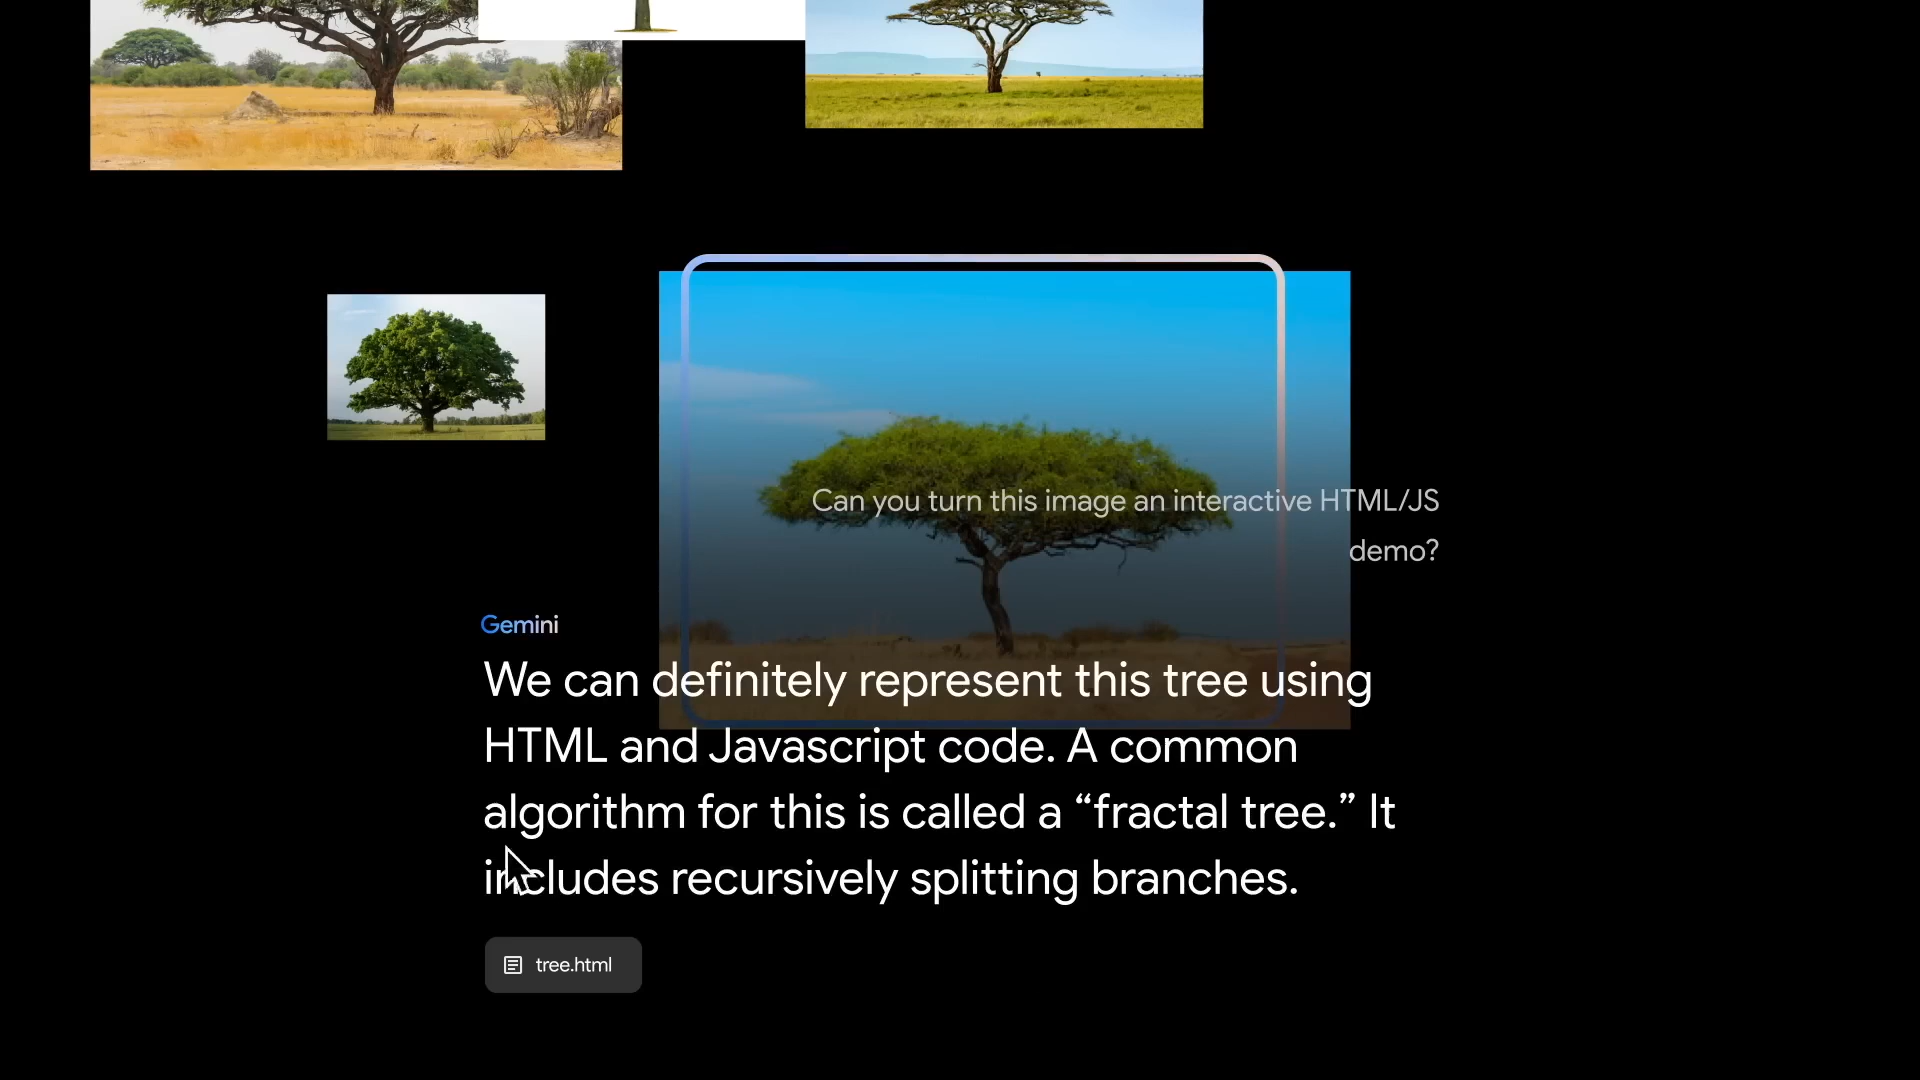 Can you turn this image an interactive HTML/JS
demo?
Gemini
We can definitely represent this tree using
HTML and Javascript code. A common
algorithm for this is called a “fractal tree.” It
includes recursively splitting branches.
tree.html